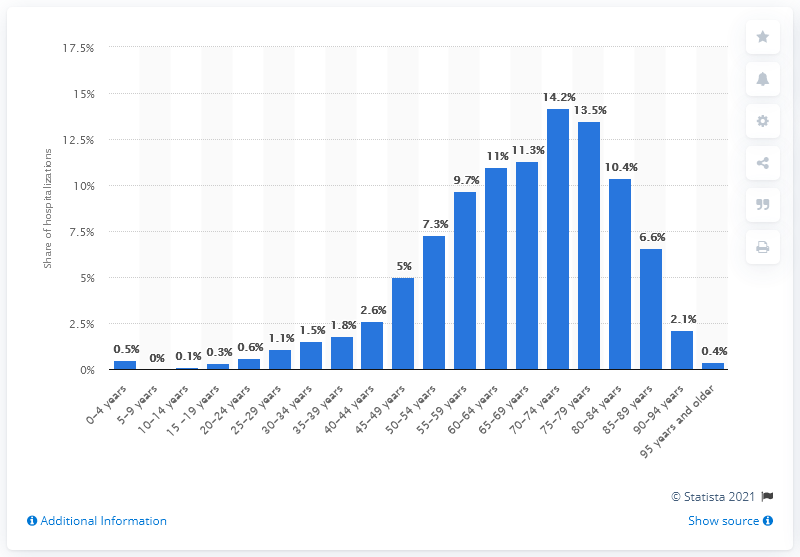 17.5%
15%
12.5%
10%
7.5%
5%
2.5%
0%
Share of hospitalizations
0.5%
0%
0.1%
0.3%
0.6%
1.1%
1.5%
1.8%
2.6%
5%
7.3%
9.7%
11%
11.3%
14.2%
13.5%
10.4%
6.6%
2.1%
0.4%
0–4 years
5–9 years
10–14 years
15 –19 years
20–24 years
25–29 years
30–34 years
35–39 years
40–44 years
45–49 years
50–54 years
55–59 years
60–64 years
65–69 years
70–74 years
75–79 years
80–84 years
85–89 years
90–94 years
95 years and older
© Statista 2021
Additional Information
Show source